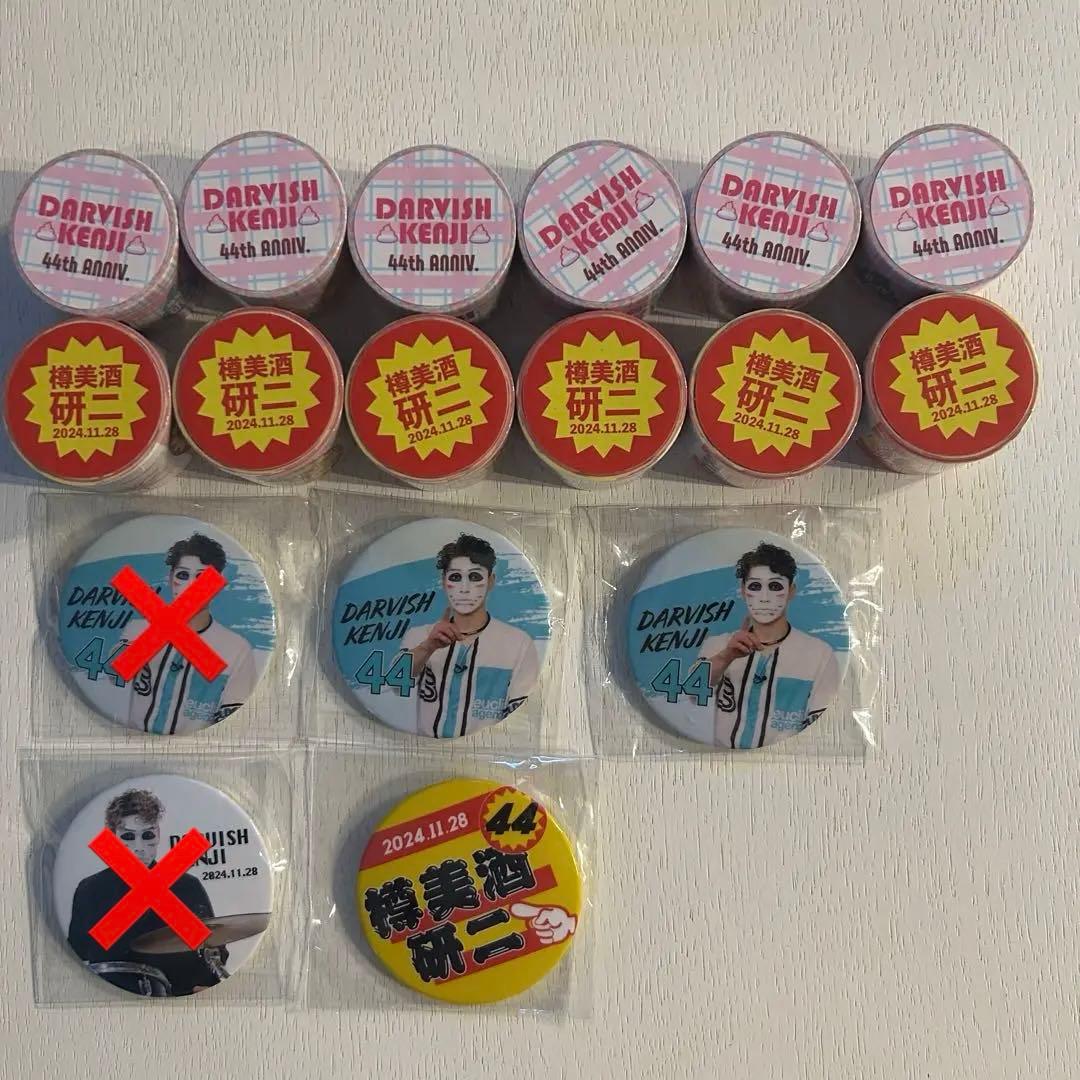 DARVISH
KENJI
44th ANNIV.
DARVISH
KENJI
44th ANNIV.
DARVISH
KENJI
44th ANNIV.
DARVISH
KENJI
44th ANNIV.
DARVISH
KENJI
44th ANNIV.
DARVISH
KENJI
44th ANNIV.
樽美酒
研二
2024.11.28
樽美酒
研二
2024.11.28
樽美酒
研二
2024.11.28
樽美酒
研二
2024.11.28
樽美酒
研二
2024.11.28
樽美酒
研二
2024.11.28
KENJI
DARVISH
KENJI
44
DARVISH
KENJI
44
2024.11.28
2024.11.28
44
樽美酒
研二